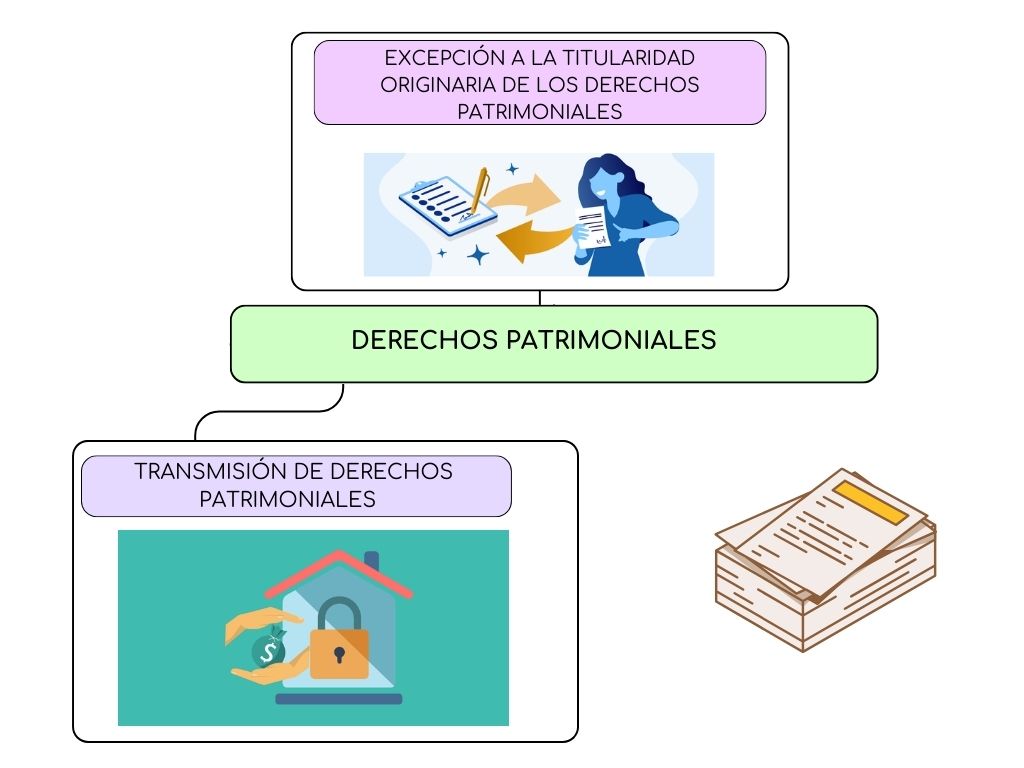 EXCEPCIÓN A LA TITULARIDAD
ORIGINARIA DE LOS DERECHOS
PATRIMONIALES
DERECHOS PATRIMONIALES
TRANSMISIÓN DE DERECHOS
PATRIMONIALES
$